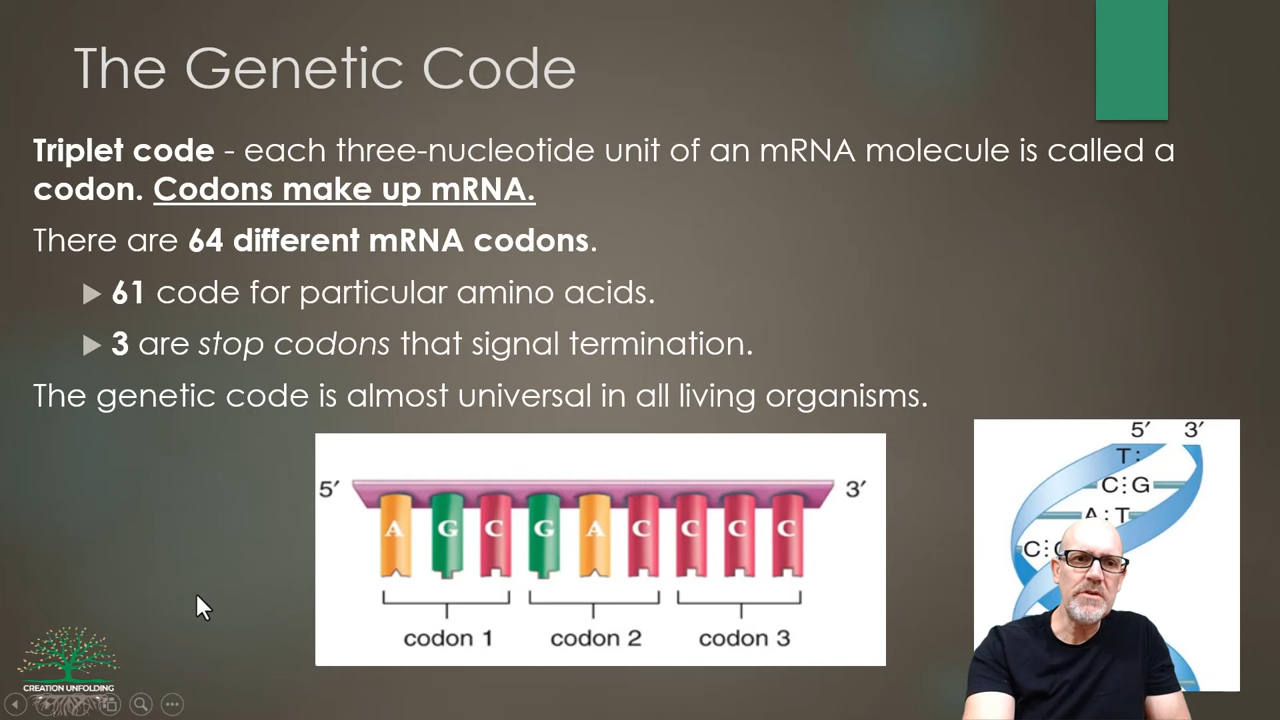 The Genetic Code
Triplet code - each three-nucleotide unit of an mRNA molecule is called a
codon. Codons make up mRNA.
There are 64 different mRNA codons.
61 code for particular amino acids.
3 are stop codons that signal termination.
The genetic code is almost universal in all living organisms.
5′ 3′
A G C G A C C C C
codon 1 codon 2 codon 3
5′ 3′
T:
C:G
A:T
C:
CREATION UNFOLDING